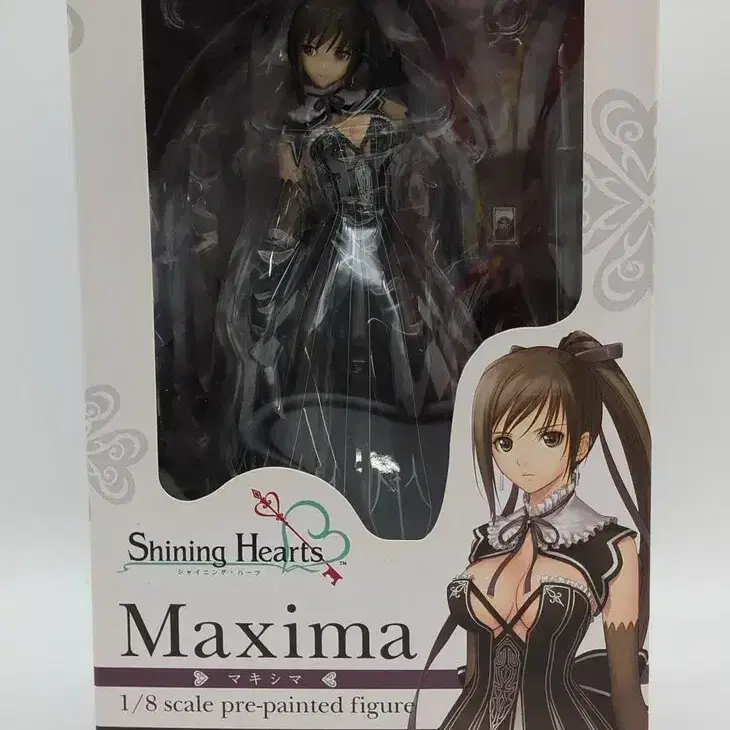 Shining Hearts™
シャイニング・ハーツ
Maxima
マキシマ
1/8 scale pre-painted figure